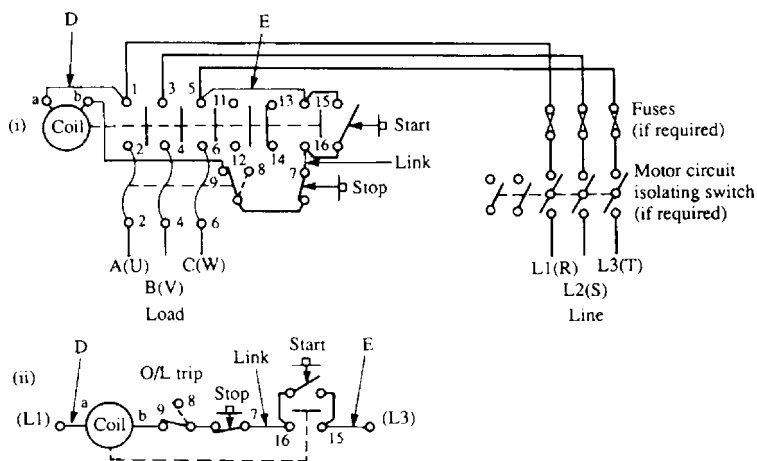 D
E
1
3
5
a
b
11
13
15
(i)
Coil
Start
Fuses
(if required)
2
4
6
12
14
16
Link
8
7
9
Stop
Motor circuit
isolating switch
(if required)
2
4
6
A(U)
C(W)
B(V)
Load
L1(R)
L3(T)
L2(S)
Line
(ii)
D
O/L trip
Link
Start
E
Stop
a
8
(L1)
Coil
b
9
7
16
15
(L3)